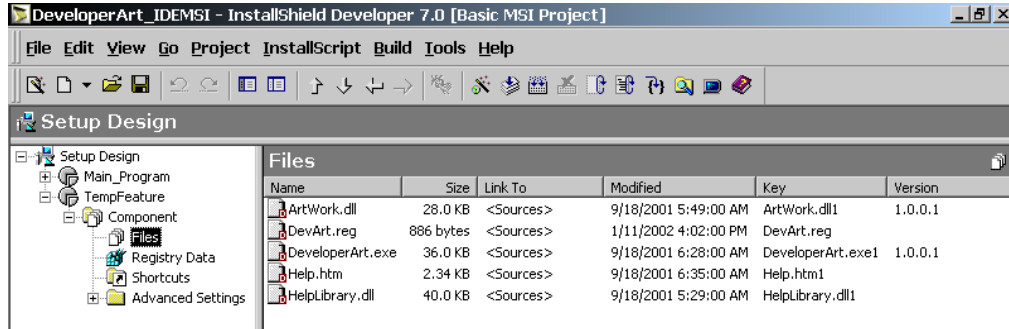 DeveloperArt_IDEMSI - InstallShield Developer 7.0 [Basic MSI Project]
File Edit View Go Project InstallScript Build Tools Help
Setup Design
Setup Design
Main_Program
TempFeature
Component
Files
Registry Data
Shortcuts
Advanced Settings
Files
Name Size Link To Modified Key Version
ArtWork.dll 28.0 KB <Sources> 9/18/2001 5:49:00 AM ArtWork.dll1 1.0.0.1
DevArt.reg 886 bytes <Sources> 1/11/2002 4:02:00 PM DevArt.reg
DeveloperArt.exe 36.0 KB <Sources> 9/18/2001 6:28:00 AM DeveloperArt.exe1 1.0.0.1
Help.htm 2.34 KB <Sources> 9/18/2001 6:35:00 AM Help.htm1
HelpLibrary.dll 40.0 KB <Sources> 9/18/2001 5:29:00 AM HelpLibrary.dll1